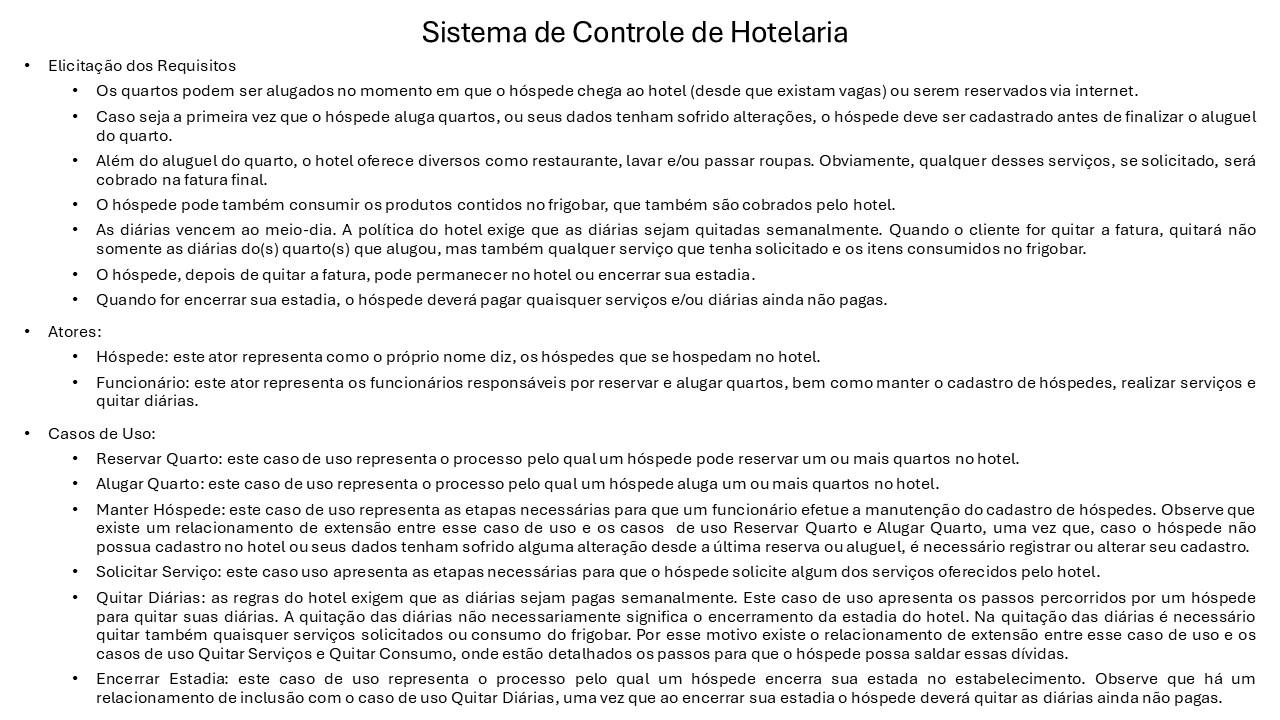 Sistema de Controle de Hotelaria
• Elicitação dos Requisitos
• Os quartos podem ser alugados no momento em que o hóspede chega ao hotel (desde que existam vagas) ou serem reservados via internet.
• Caso seja a primeira vez que o hóspede aluga quartos, ou seus dados tenham sofrido alterações, o hóspede deve ser cadastrado antes de finalizar o aluguel
do quarto.
• Além do aluguel do quarto, o hotel oferece diversos como restaurante, lavar e/ou passar roupas. Obviamente, qualquer desses serviços, se solicitado, será
cobrado na fatura final.
• O hóspede pode também consumir os produtos contidos no frigobar, que também são cobrados pelo hotel.
• As diárias vencem ao meio-dia. A política do hotel exige que as diárias sejam quitadas semanalmente. Quando o cliente for quitar a fatura, quitará não
somente as diárias do(s) quarto(s) que alugou, mas também qualquer serviço que tenha solicitado e os itens consumidos no frigobar.
• O hóspede, depois de quitar a fatura, pode permanecer no hotel ou encerrar sua estadia.
• Quando for encerrar sua estadia, o hóspede deverá pagar quaisquer serviços e/ou diárias ainda não pagas.
• Atores:
• Hóspede: este ator representa como o próprio nome diz, os hóspedes que se hospedam no hotel.
• Funcionário: este ator representa os funcionários responsáveis por reservar e alugar quartos, bem como manter o cadastro de hóspedes, realizar serviços e
quitar diárias.
• Casos de Uso:
• Reservar Quarto: este caso de uso representa o processo pelo qual um hóspede pode reservar um ou mais quartos no hotel.
• Alugar Quarto: este caso de uso representa o processo pelo qual um hóspede aluga um ou mais quartos no hotel.
• Manter Hóspede: este caso de uso representa as etapas necessárias para que um funcionário efetue a manutenção do cadastro de hóspedes. Observe que
existe um relacionamento de extensão entre esse caso de uso e os casos de uso Reservar Quarto e Alugar Quarto, uma vez que, caso o hóspede não
possua cadastro no hotel ou seus dados tenham sofrido alguma alteração desde a última reserva ou aluguel, é necessário registrar ou alterar seu cadastro.
• Solicitar Serviço: este caso uso apresenta as etapas necessárias para que o hóspede solicite algum dos serviços oferecidos pelo hotel.
• Quitar Diárias: as regras do hotel exigem que as diárias sejam pagas semanalmente. Este caso de uso apresenta os passos percorridos por um hóspede
para quitar suas diárias. A quitação das diárias não necessariamente significa o encerramento da estadia do hotel. Na quitação das diárias é necessário
quitar também quaisquer serviços solicitados ou consumo do frigobar. Por esse motivo existe o relacionamento de extensão entre esse caso de uso e os
casos de uso Quitar Serviços e Quitar Consumo, onde estão detalhados os passos para que o hóspede possa saldar essas dívidas.
• Encerrar Estadia: este caso de uso representa o processo pelo qual um hóspede encerra sua estada no estabelecimento. Observe que há um
relacionamento de inclusão com o caso de uso Quitar Diárias, uma vez que ao encerrar sua estadia o hóspede deverá quitar as diárias ainda não pagas.